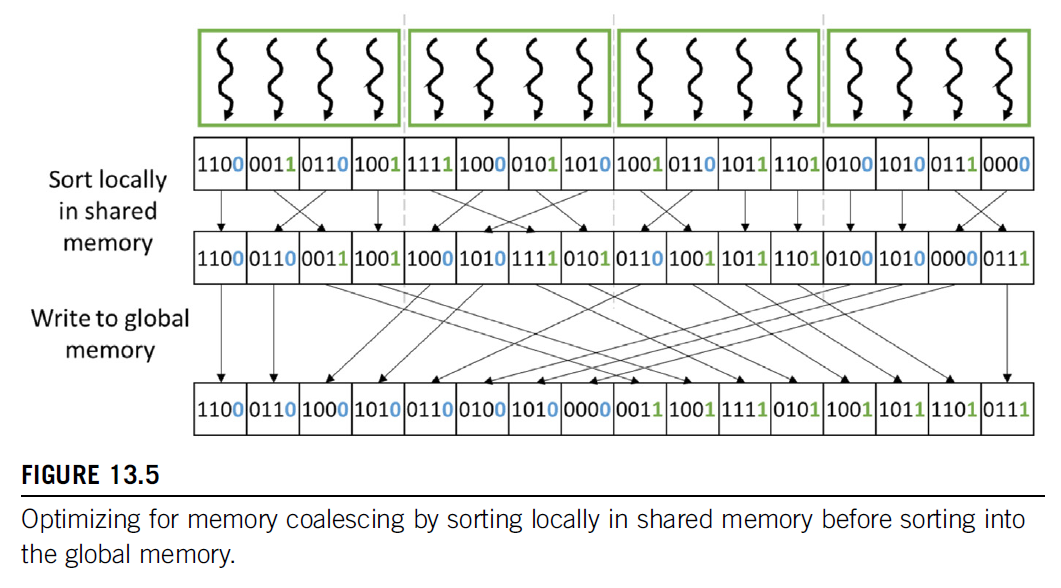 1100 0011 0110 1001 1111 1000 0101 1010 1001 0110 1011 1101 0100 1010 0111 0000
Sort locally
in shared
memory
1100 0110 0011 1001 1000 1010 1111 0101 0110 1001 1011 1101 0100 1010 0000 0111
Write to global
memory
1100 0110 1000 1010 0110 0100 1010 0000 0011 1001 1111 0101 1001 1011 1101 0111
FIGURE 13.5
Optimizing for memory coalescing by sorting locally in shared memory before sorting into
the global memory.